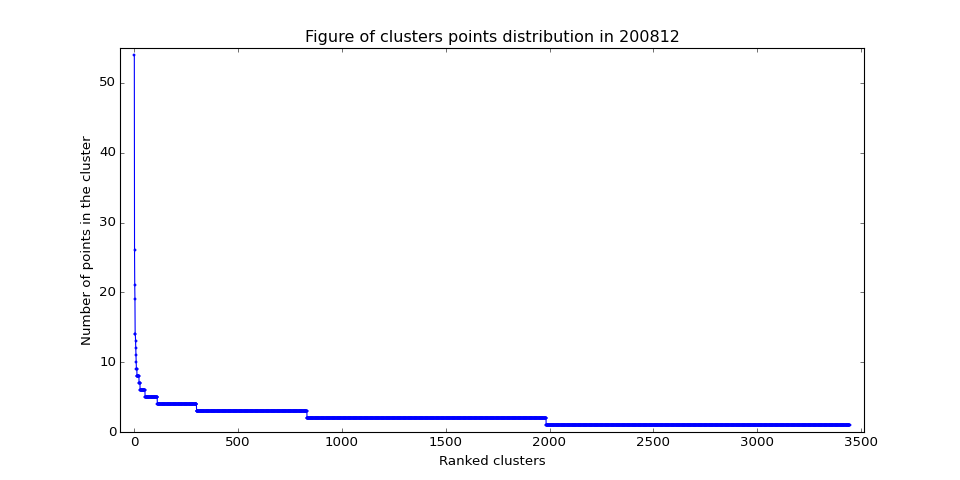 Figure of clusters points distribution in 200812
50
40
30
20
10
0
Number of points in the cluster
0 500 1000 1500 2000 2500 3000 3500
Ranked clusters